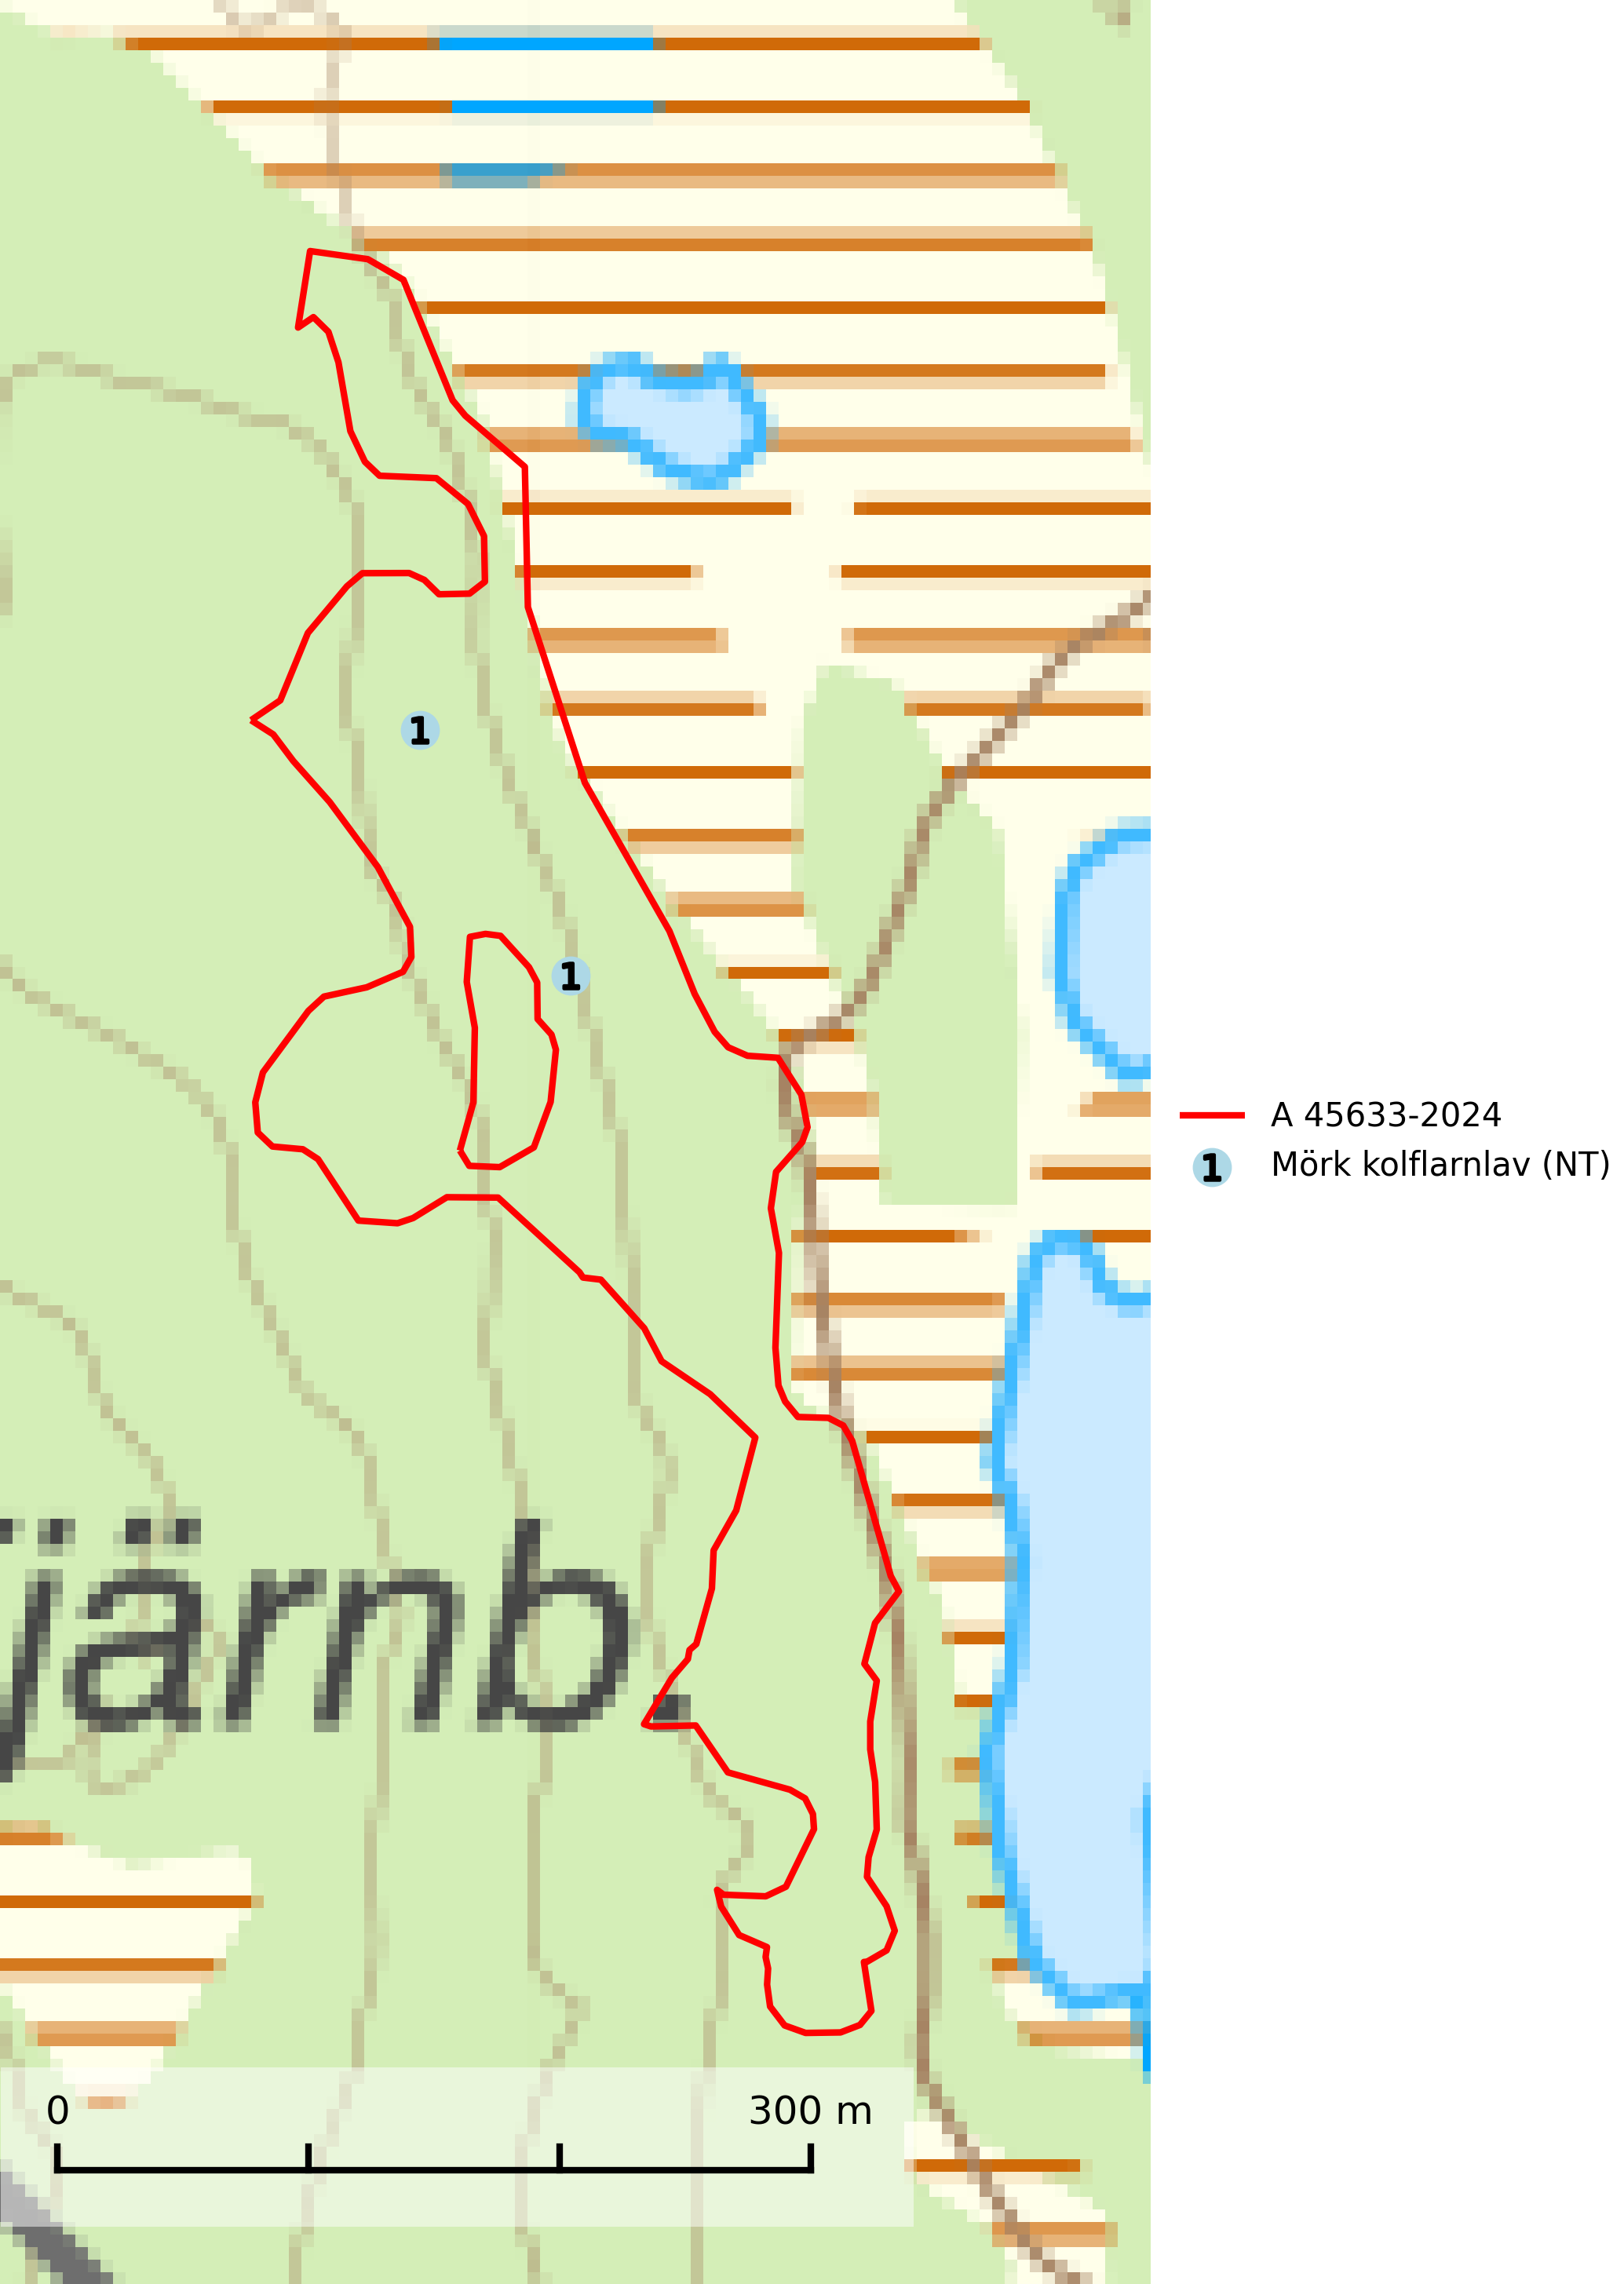 1
1
A 45633-2024
1 Mörk kolflarnlav (NT)
järnb.
0 300 m